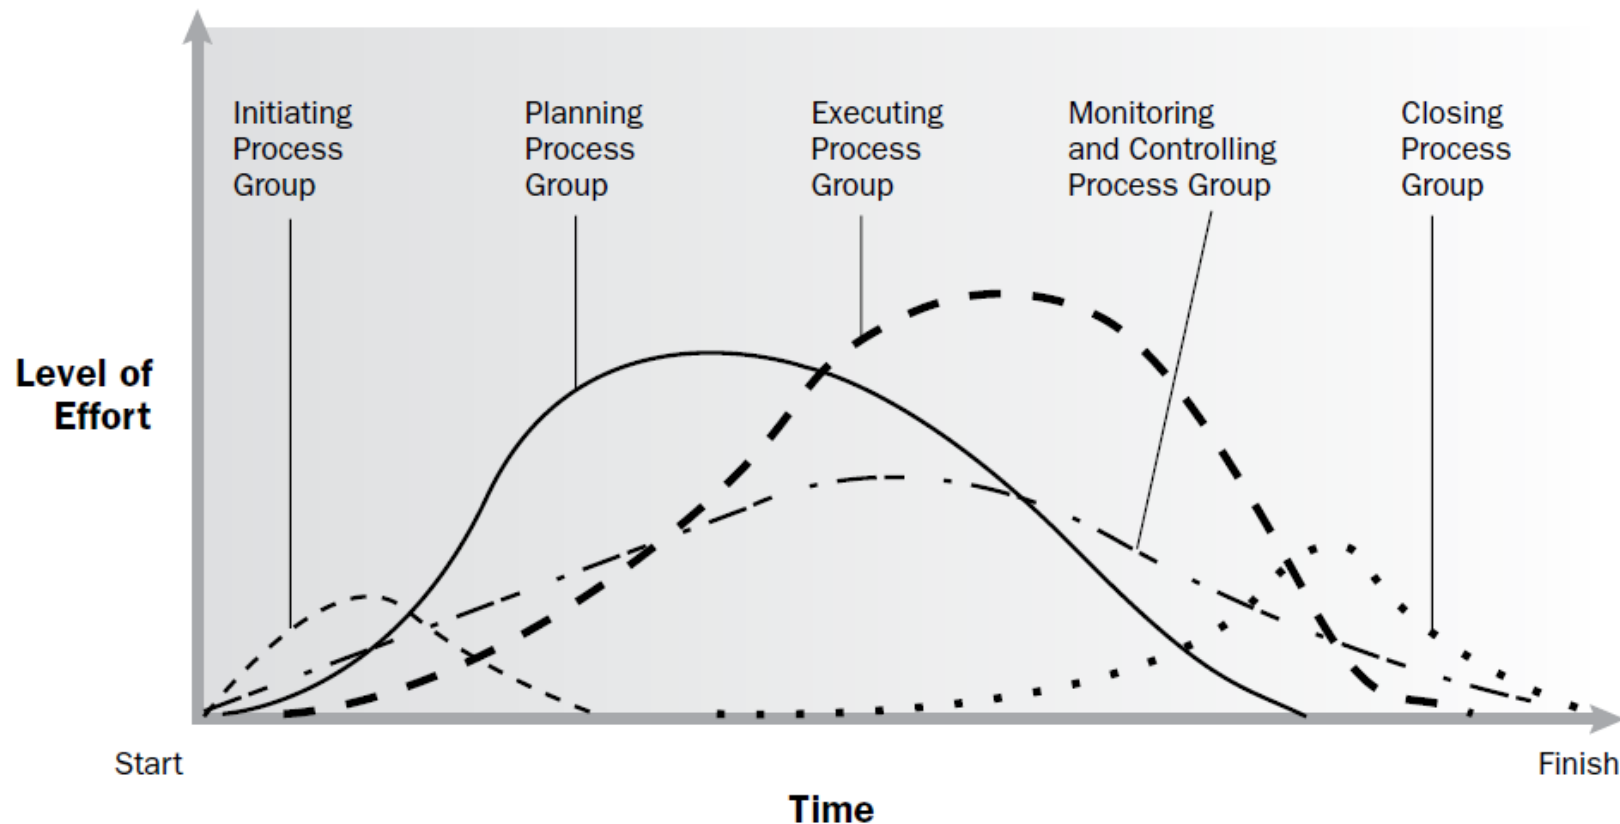 Initiating
Process
Group
Planning
Process
Group
Executing
Process
Group
Monitoring
and Controlling
Process Group
Closing
Process
Group
Level of
Effort
Start
Finish
Time